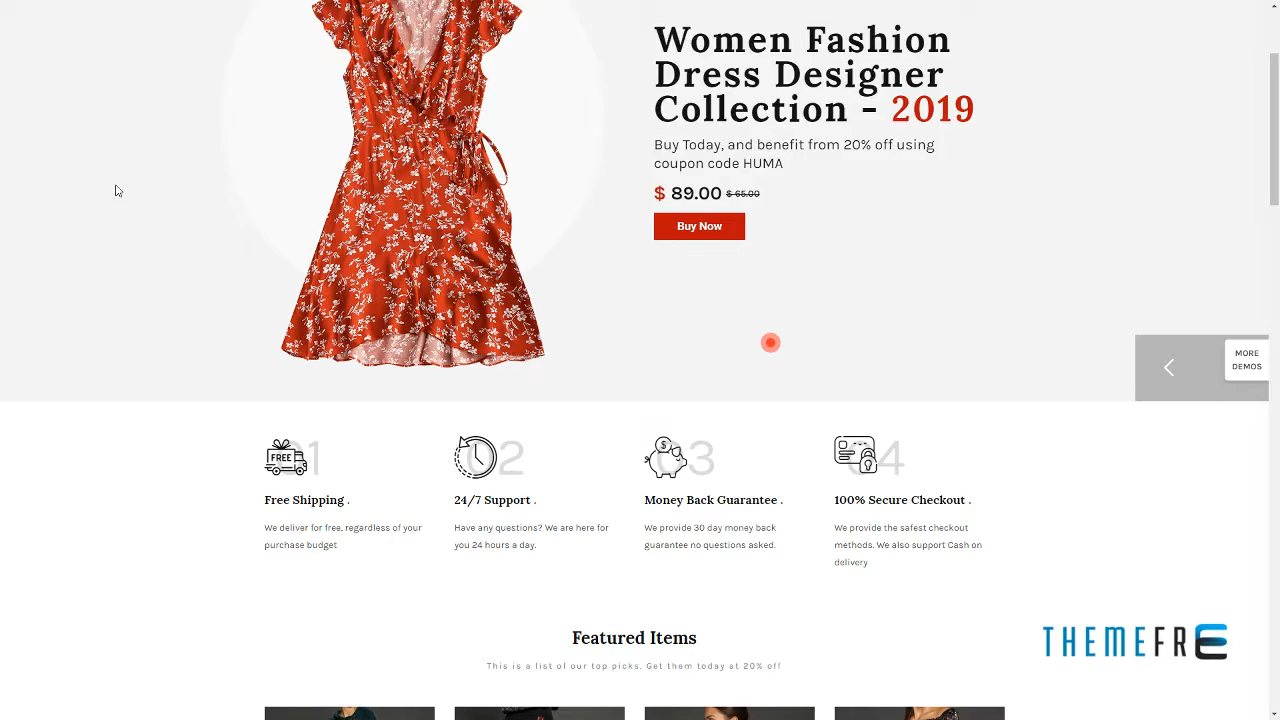 Women Fashion
Dress Designer
Collection - 2019
Buy Today, and benefit from 20% off using
coupon code HUMA
$ 89.00 $ 65.00
Buy Now
MORE
DEMOS
FREE
01
02
$
03
04
Free Shipping .
24/7 Support .
Money Back Guarantee .
100% Secure Checkout .
We deliver for free, regardless of your
purchase budget
Have any questions? We are here for
you 24 hours a day.
We provide 30 day money back
guarantee no questions asked.
We provide the safest checkout
methods. We also support Cash on
delivery
Featured Items
This is a list of our top picks. Get them today at 20% off
THEMEFRE